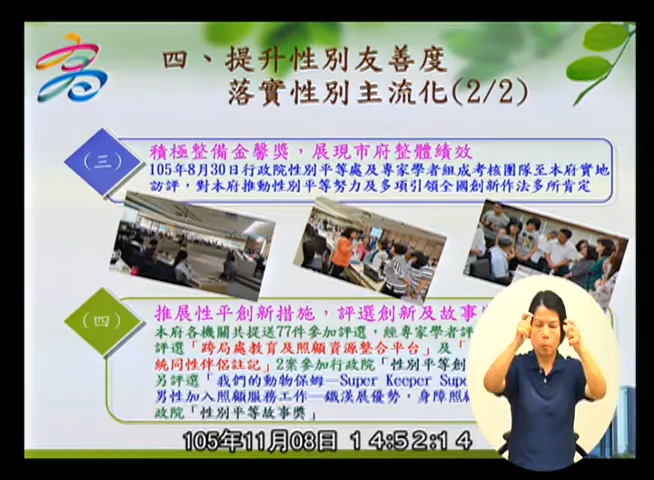 四、提升性別友善度
落實性別主流化(2/2)
(三)
積極整備金馨獎，展現市府整體績效
105年8月30日行政院性別平等處及專家學者組成考核團隊至本府實地
訪評，對本府推動性別平等努力及多項引領全國創新作法多所肯定
(四)
推展性平創新措施，評選創新及故事
本府各機關共提送77件參加評選，經專家學者評
評選「跨局處教育及照顧資源整合平台」及「
統同性伴侶註記」2案參加行政院「性別平等創
另評選「我們的動物保姆—Super Keeper Supe
男性加入照顧服務工作—鐵漢展優勢，身障照
政院「性別平等故事獎」
105年11月08日 14:52:14